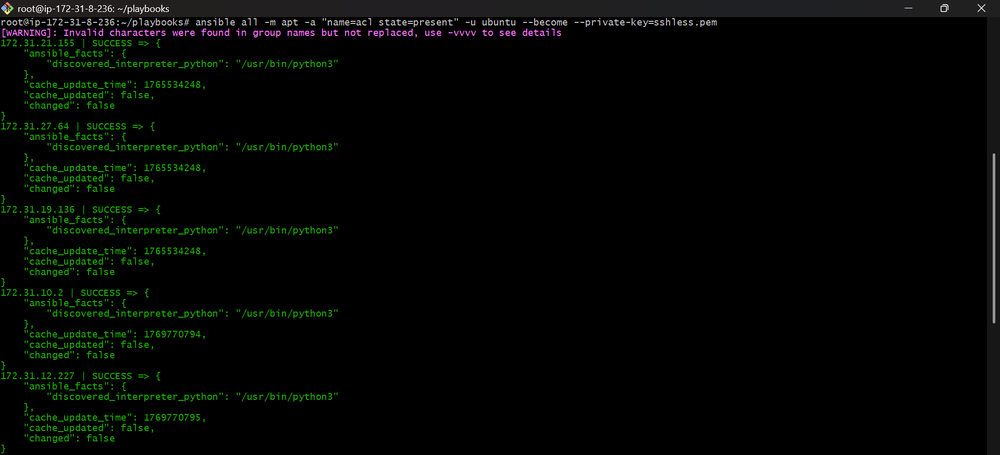 root@ip-172-31-8-236: ~/playbooks
root@ip-172-31-8-236:~/playbooks# ansible all -m apt -a "name=acl state=present" -u ubuntu --become --private-key=sshless.pem
[WARNING]: Invalid characters were found in group names but not replaced, use -vvvv to see details
172.31.21.155 | SUCCESS => {
    "ansible_facts": {
        "discovered_interpreter_python": "/usr/bin/python3"
    },
    "cache_update_time": 1765534248,
    "cache_updated": false,
    "changed": false
}
172.31.27.64 | SUCCESS => {
    "ansible_facts": {
        "discovered_interpreter_python": "/usr/bin/python3"
    },
    "cache_update_time": 1765534248,
    "cache_updated": false,
    "changed": false
}
172.31.19.136 | SUCCESS => {
    "ansible_facts": {
        "discovered_interpreter_python": "/usr/bin/python3"
    },
    "cache_update_time": 1765534248,
    "cache_updated": false,
    "changed": false
}
172.31.10.2 | SUCCESS => {
    "ansible_facts": {
        "discovered_interpreter_python": "/usr/bin/python3"
    },
    "cache_update_time": 1769770794,
    "cache_updated": false,
    "changed": false
}
172.31.12.227 | SUCCESS => {
    "ansible_facts": {
        "discovered_interpreter_python": "/usr/bin/python3"
    },
    "cache_update_time": 1769770795,
    "cache_updated": false,
    "changed": false
}